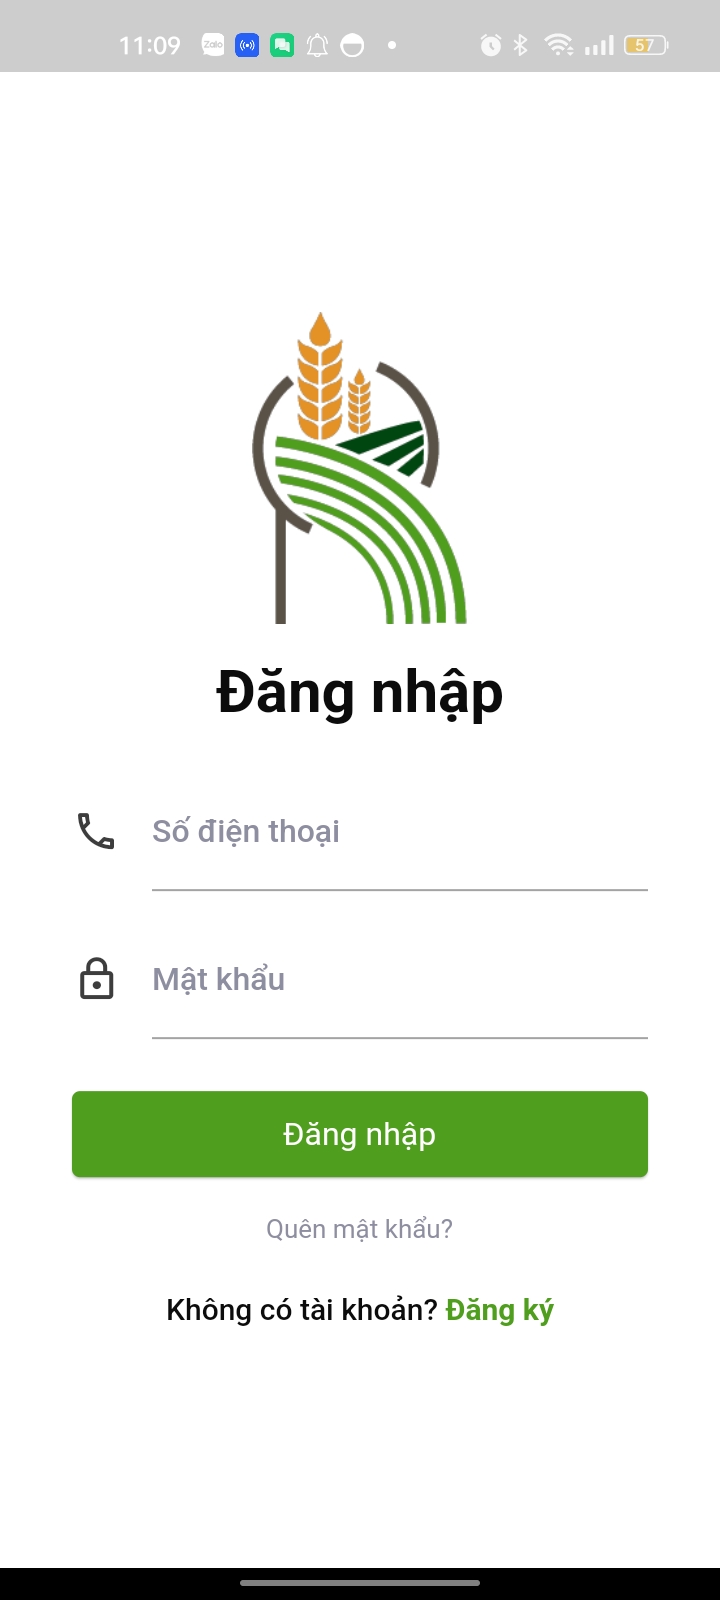 11:09 Zalo 57
Đăng nhập
Số điện thoại
Mật khẩu
Đăng nhập
Quên mật khẩu?
Không có tài khoản? Đăng ký